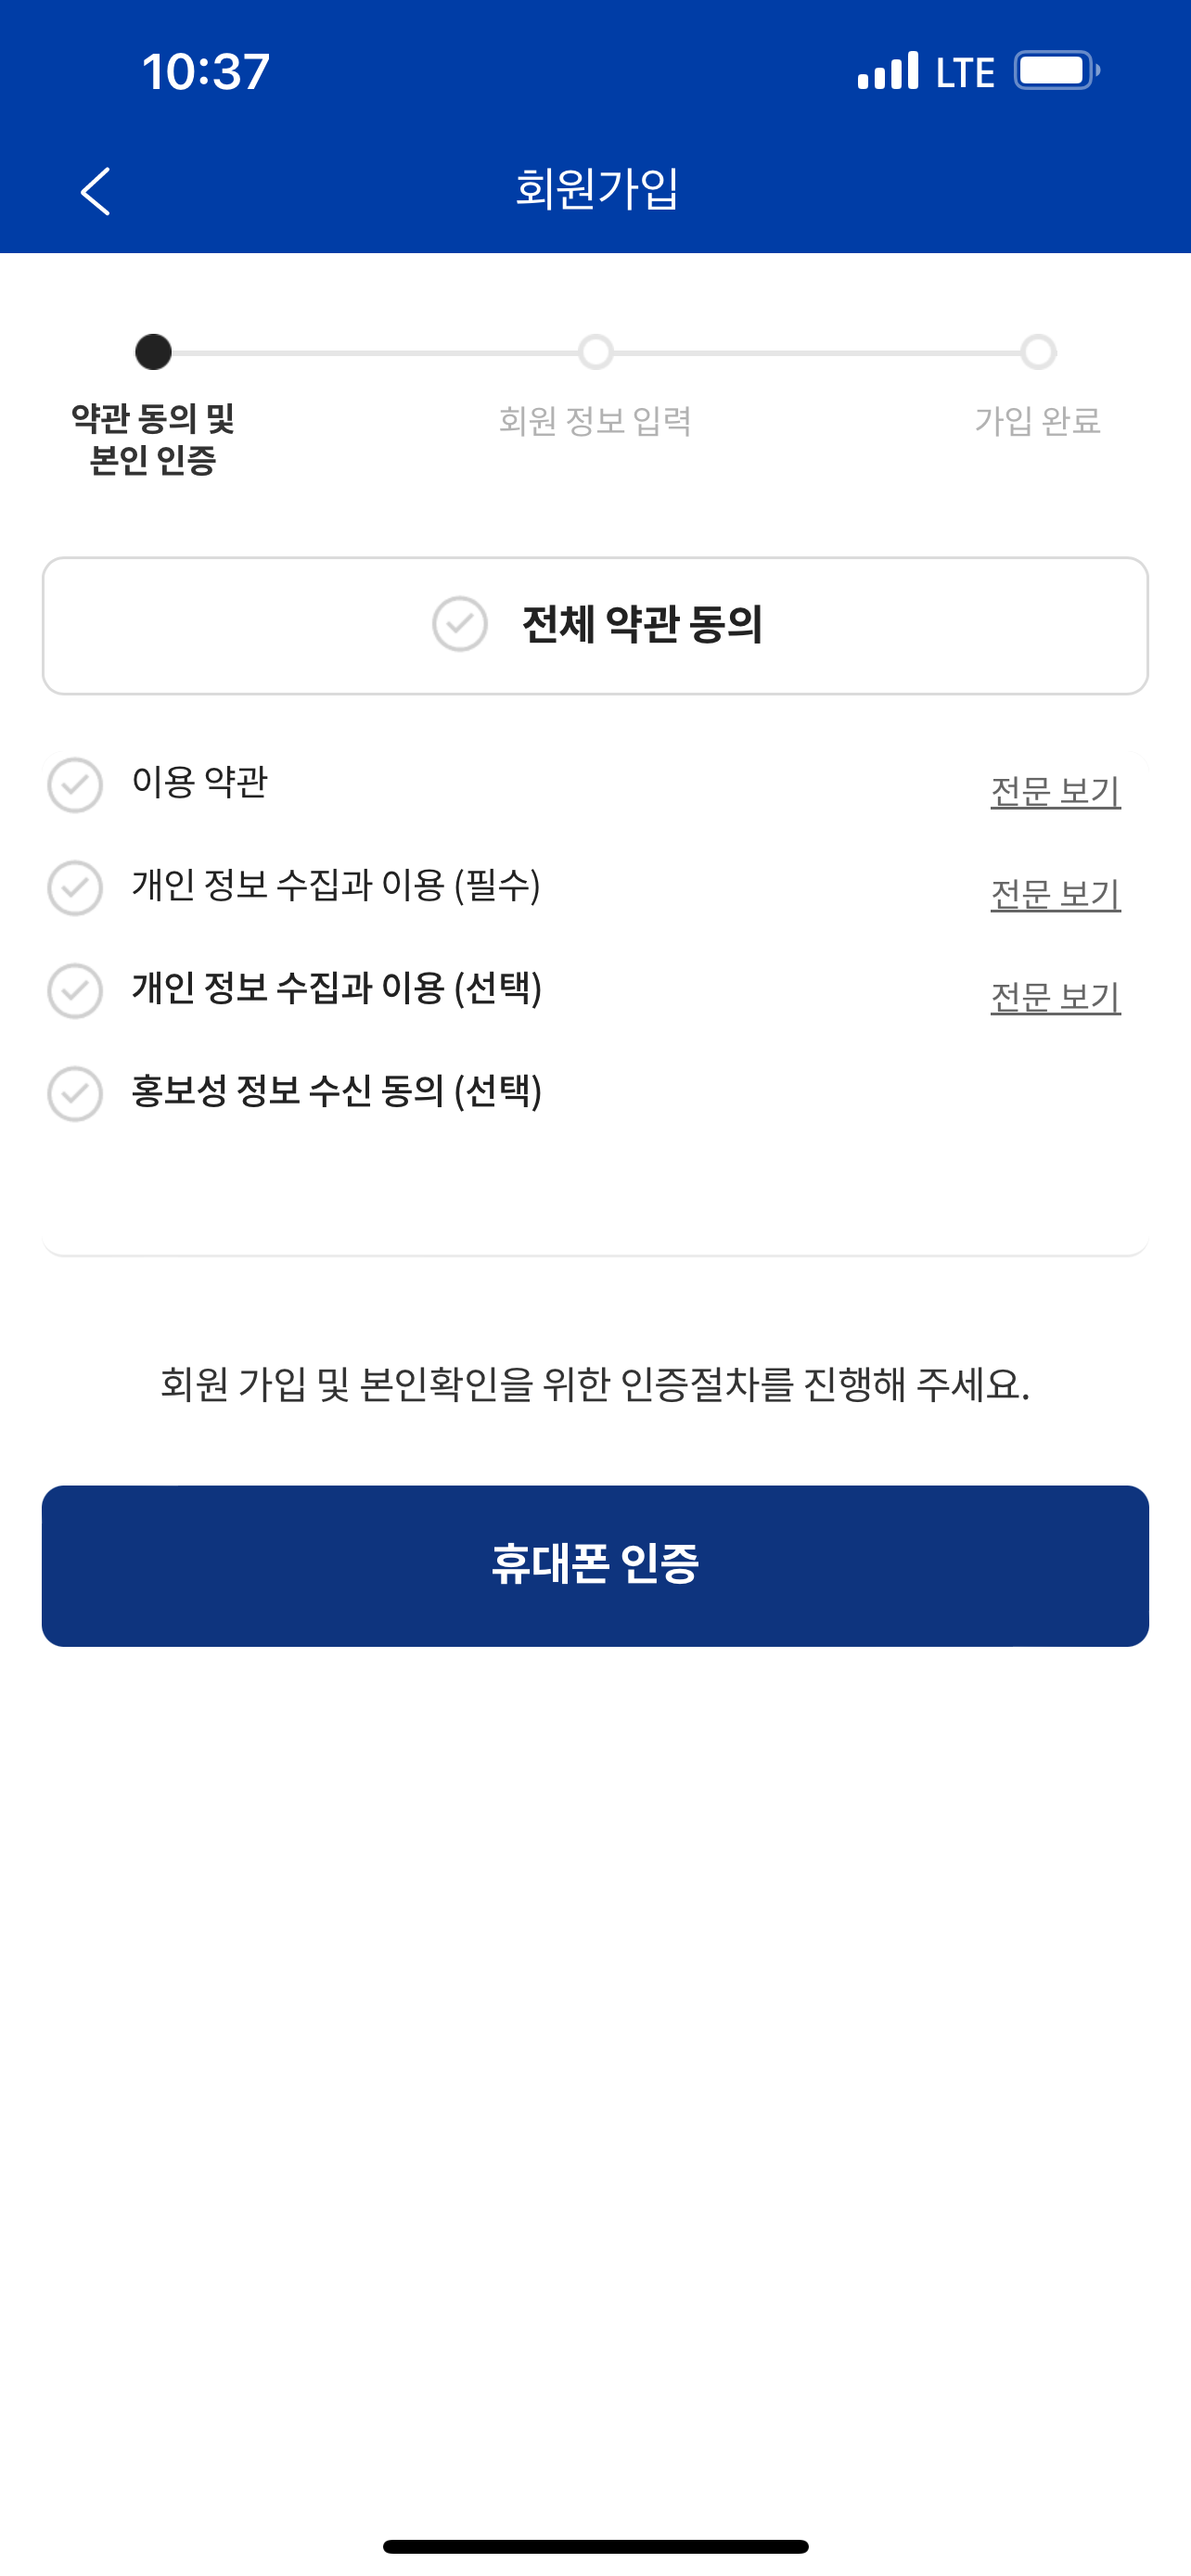 10:37
LTE
회원가입
약관 동의 및
본인 인증
회원 정보 입력
가입 완료
전체 약관 동의
이용 약관
전문 보기
개인 정보 수집과 이용 (필수)
전문 보기
개인 정보 수집과 이용 (선택)
전문 보기
홍보성 정보 수신 동의 (선택)
회원 가입 및 본인확인을 위한 인증절차를 진행해 주세요.
휴대폰 인증